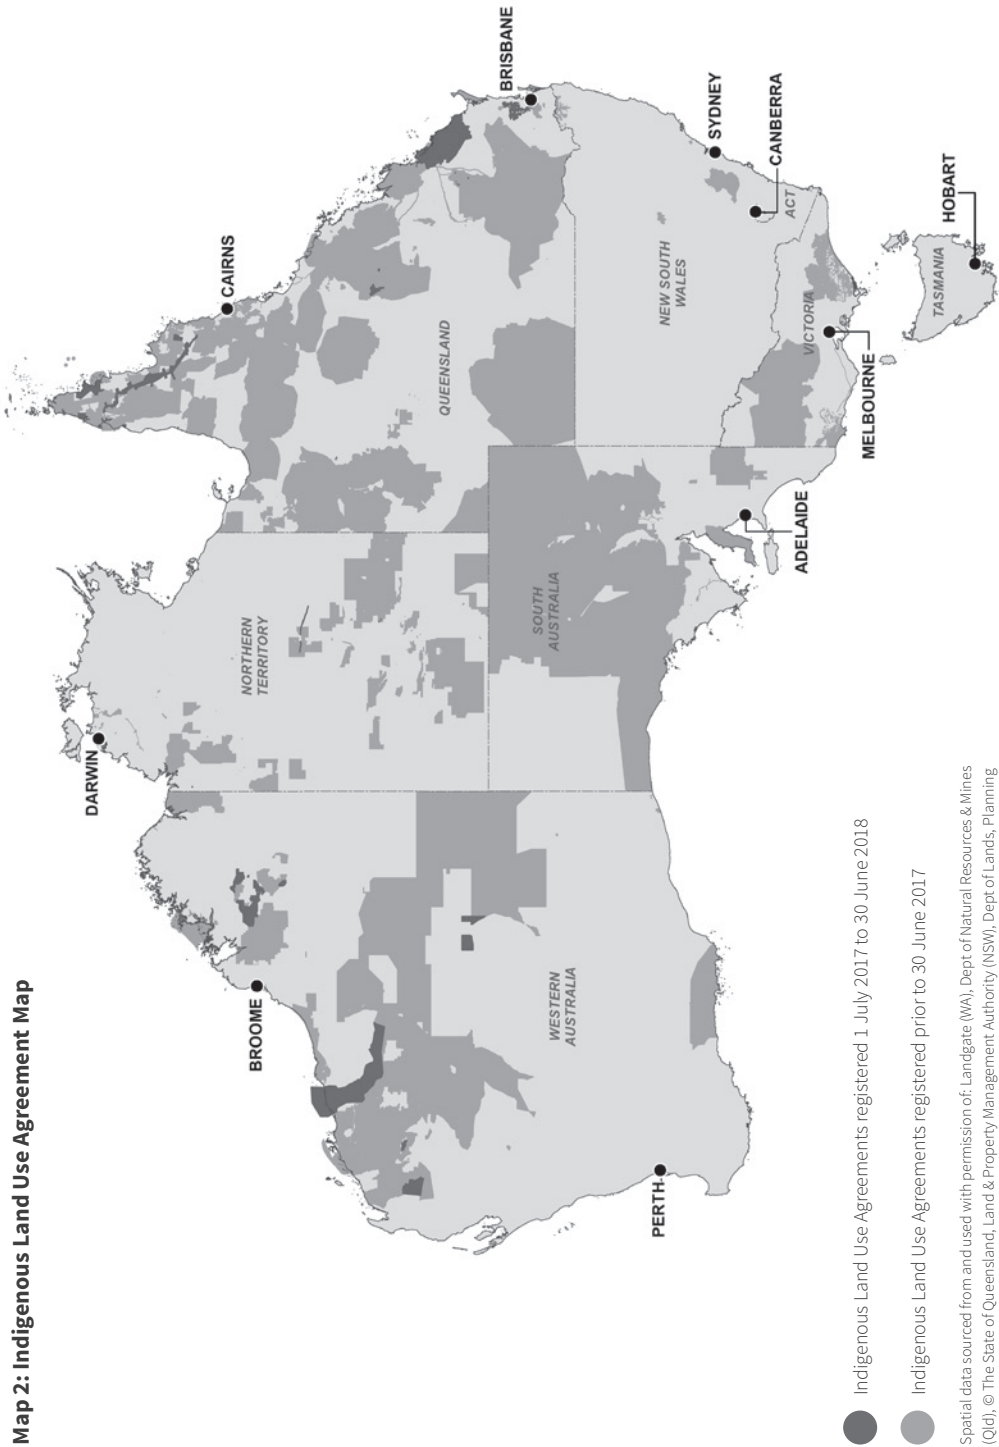 Map 2: Indigenous Land Use Agreement Map
DARWIN
BROOME
CAIRNS
NORTHERN
TERRITORY
QUEENSLAND
BRISBANE
WESTERN
AUSTRALIA
SOUTH
AUSTRALIA
NEW SOUTH
WALES
PERTH
SYDNEY
CANBERRA
ACT
ADELAIDE
VICTORIA
MELBOURNE
TASMANIA
HOBART
Indigenous Land Use Agreements registered 1 July 2017 to 30 June 2018
Indigenous Land Use Agreements registered prior to 30 June 2017
Spatial data sourced from and used with permission of: Landgate (WA), Dept of Natural Resources & Mines
(Qld), © The State of Queensland, Land & Property Management Authority (NSW), Dept of Lands, Planning